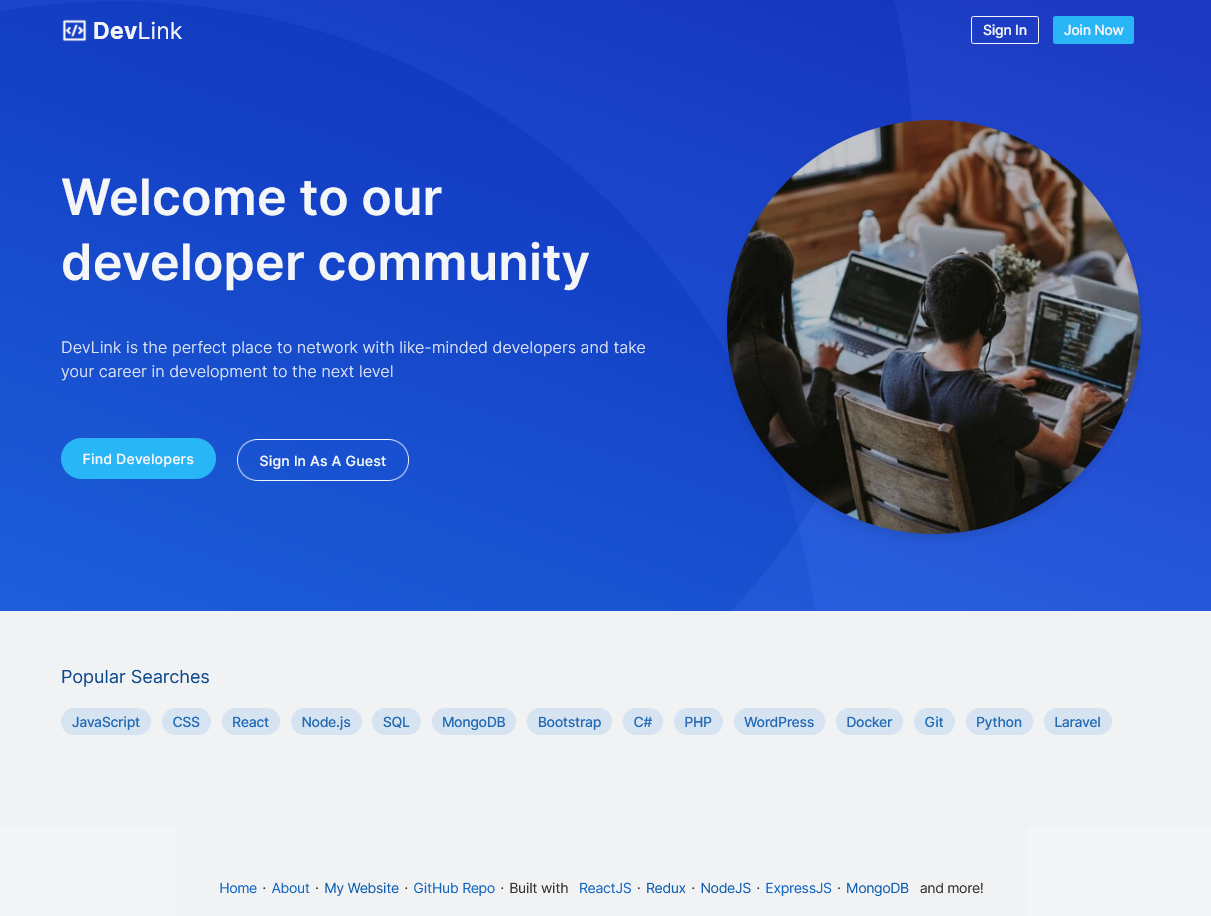 DevLink
Sign In
Join Now
Welcome to our
developer community
DevLink is the perfect place to network with like-minded developers and take
your career in development to the next level
Find Developers
Sign In As A Guest
Popular Searches
JavaScript CSS React Node.js SQL MongoDB Bootstrap C# PHP WordPress Docker Git Python Laravel
Home · About · My Website · GitHub Repo · Built with ReactJS · Redux · NodeJS · ExpressJS · MongoDB and more!